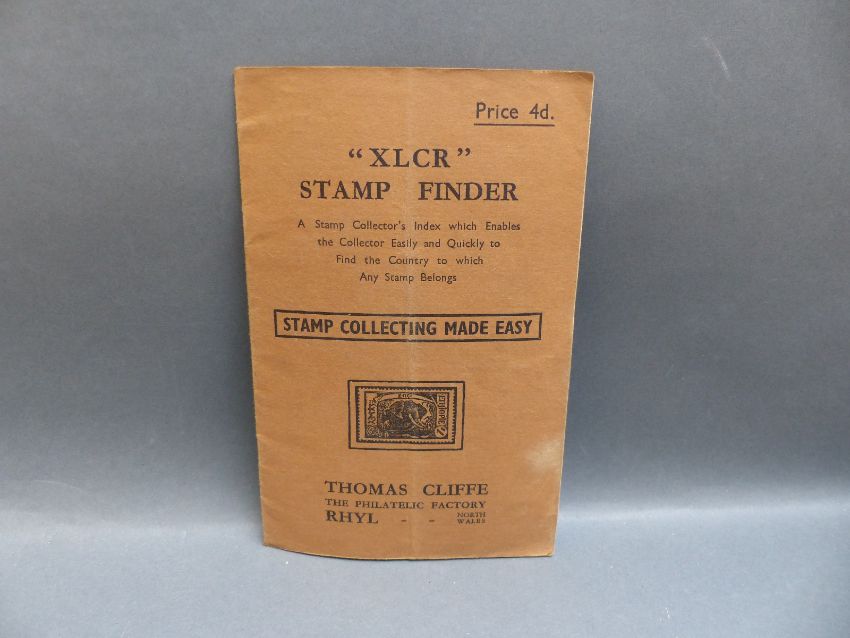 Price 4d.
“XLCR”
STAMP FINDER
A Stamp Collector's Index which Enables
the Collector Easily and Quickly to
Find the Country to which
Any Stamp Belongs
STAMP COLLECTING MADE EASY
THOMAS CLIFFE
THE PHILATELIC FACTORY
RHYL - - NORTH WALES